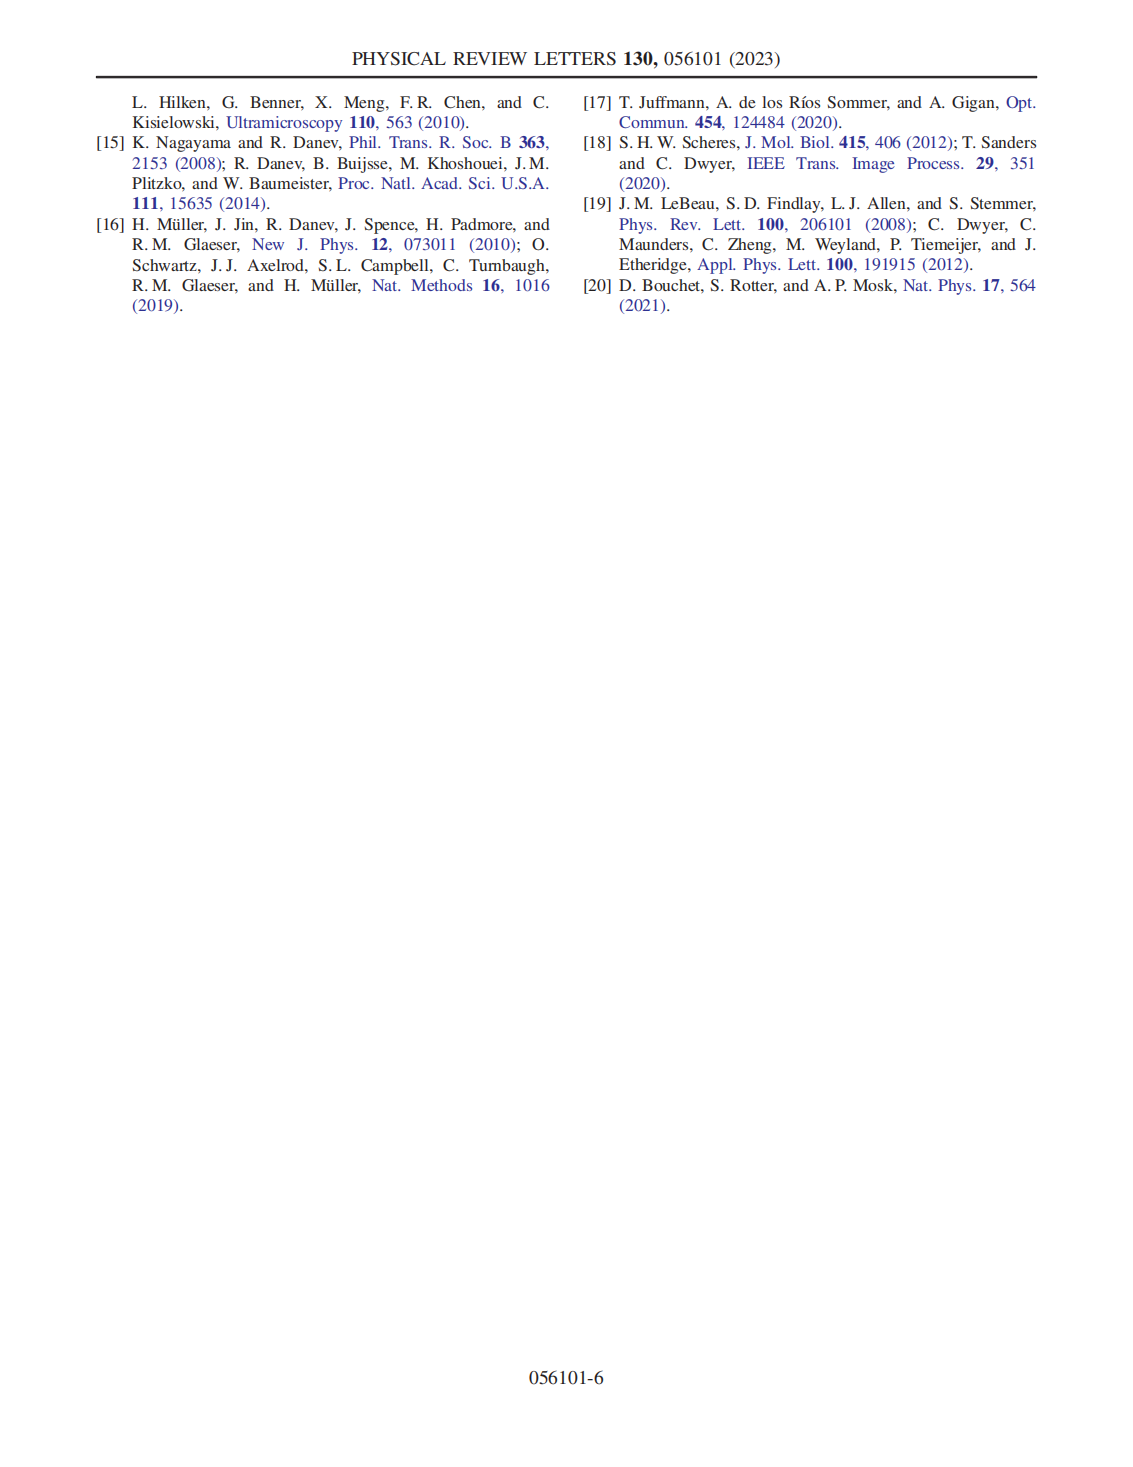 PHYSICAL REVIEW LETTERS 130, 056101 (2023)
L. Hilken, G. Benner, X. Meng, F. R. Chen, and C.
Kisielowski, Ultramicroscopy 110, 563 (2010).
[15] K. Nagayama and R. Danev, Phil. Trans. R. Soc. B 363,
2153 (2008); R. Danev, B. Buijsse, M. Khoshouei, J. M.
Plitzko, and W. Baumeister, Proc. Natl. Acad. Sci. U.S.A.
111, 15635 (2014).
[16] H. Müller, J. Jin, R. Danev, J. Spence, H. Padmore, and
R. M. Glaeser, New J. Phys. 12, 073011 (2010); O.
Schwartz, J. J. Axelrod, S. L. Campbell, C. Turnbaugh,
R. M. Glaeser, and H. Müller, Nat. Methods 16, 1016
(2019).
[17] T. Juffmann, A. de los Ríos Sommer, and A. Gigan, Opt.
Commun. 454, 124484 (2020).
[18] S. H. W. Scheres, J. Mol. Biol. 415, 406 (2012); T. Sanders
and C. Dwyer, IEEE Trans. Image Process. 29, 351
(2020).
[19] J. M. LeBeau, S. D. Findlay, L. J. Allen, and S. Stemmer,
Phys. Rev. Lett. 100, 206101 (2008); C. Dwyer, C.
Maunders, C. Zheng, M. Weyland, P. Tiemeijer, and J.
Etheridge, Appl. Phys. Lett. 100, 191915 (2012).
[20] D. Bouchet, S. Rotter, and A. P. Mosk, Nat. Phys. 17, 564
(2021).
056101-6